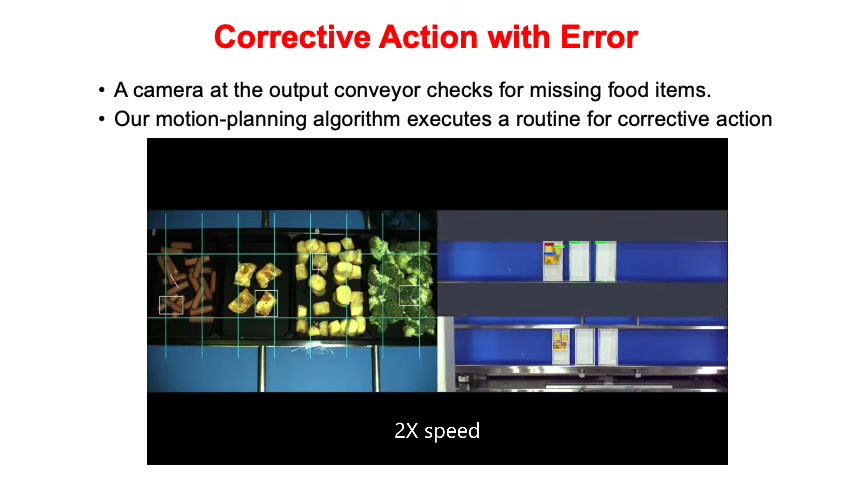 Corrective Action with Error
• A camera at the output conveyor checks for missing food items.
• Our motion-planning algorithm executes a routine for corrective action
2X speed